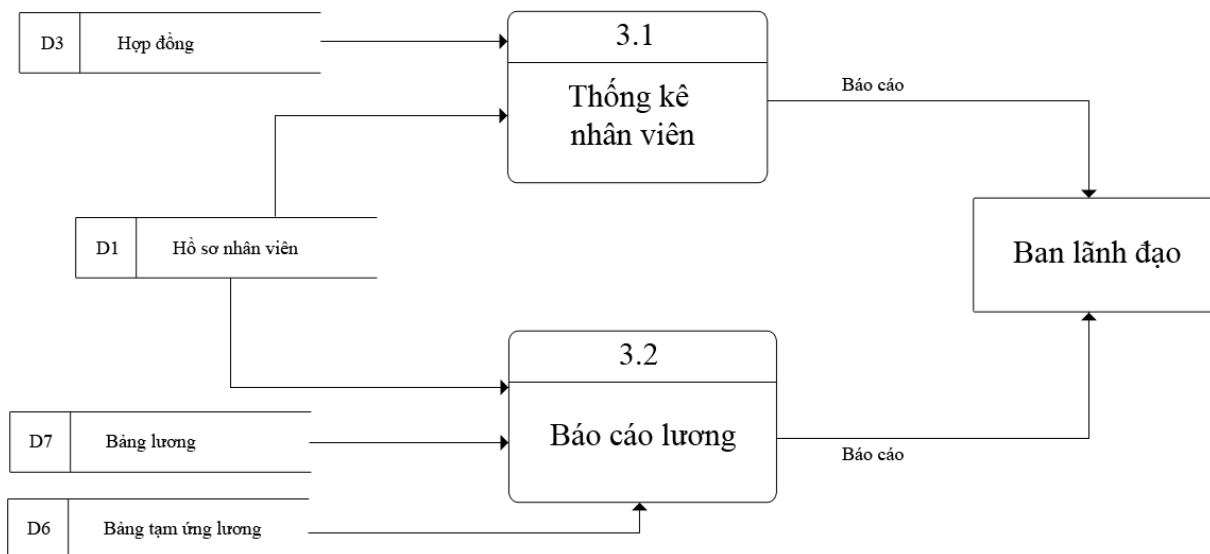 D3 Hợp đồng
3.1
Thống kê
nhân viên
Báo cáo
D1 Hồ sơ nhân viên
Ban lãnh đạo
3.2
Báo cáo lương
D7 Bảng lương
Báo cáo
D6 Bảng tạm ứng lương